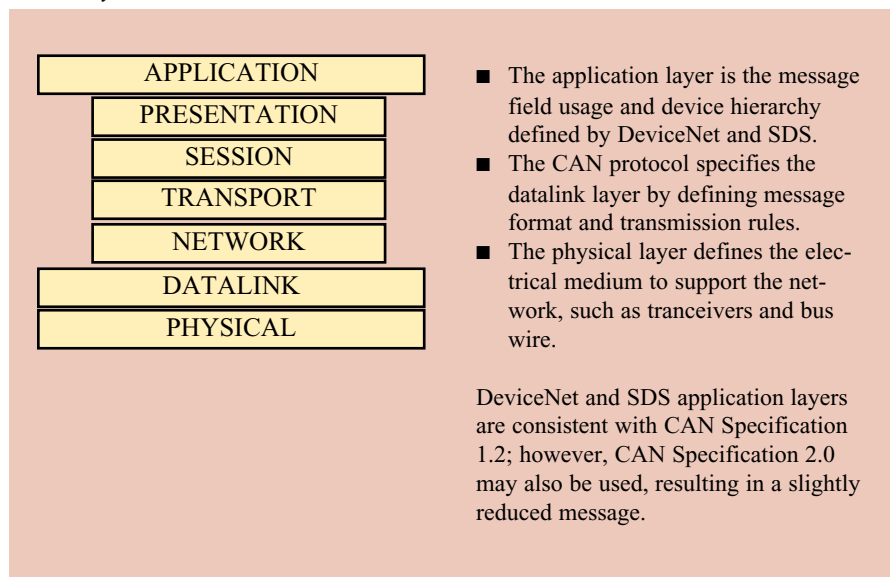 APPLICATION
PRESENTATION
SESSION
TRANSPORT
NETWORK
DATALINK
PHYSICAL
■ The application layer is the message
field usage and device hierarchy
defined by DeviceNet and SDS.
■ The CAN protocol specifies the
datalink layer by defining message
format and transmission rules.
■ The physical layer defines the elec-
trical medium to support the net-
work, such as tranceivers and bus
wire.
DeviceNet and SDS application layers
are consistent with CAN Specification
1.2; however, CAN Specification 2.0
may also be used, resulting in a slightly
reduced message.